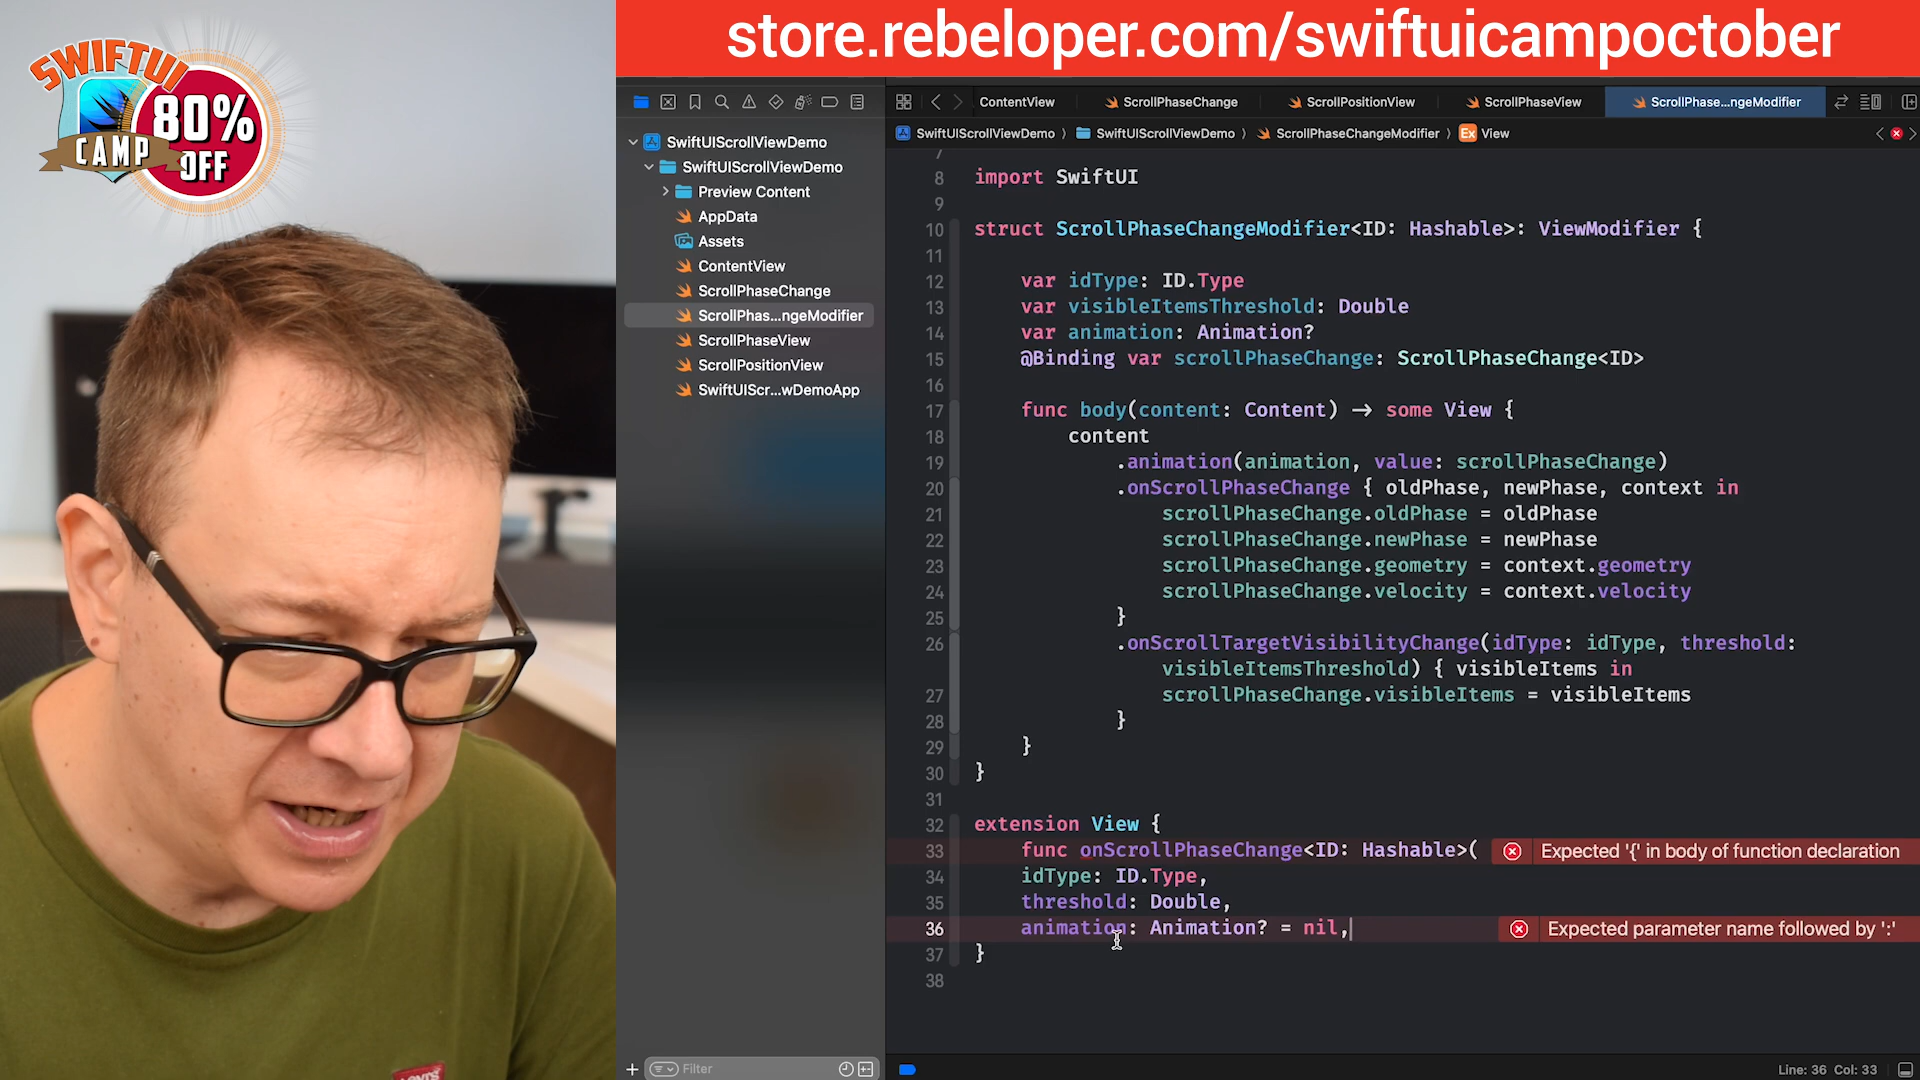 store.rebeloper.com/swiftuicampoctober
SWIFTUI
CAMP
80%
OFF
ContentView
ScrollPhaseChange
ScrollPositionView
ScrollPhaseView
ScrollPhase...ngeModifier
SwiftUIScrollViewDemo
SwiftUIScrollViewDemo
ScrollPhaseChangeModifier
Ex View
SwiftUIScrollViewDemo
SwiftUIScrollViewDemo
Preview Content
AppData
Assets
ContentView
ScrollPhaseChange
ScrollPhas...ngeModifier
ScrollPhaseView
ScrollPositionView
SwiftUIScr...wDemoApp
Filter
7
8 import SwiftUI
9
10 struct ScrollPhaseChangeModifier<ID: Hashable>: ViewModifier {
11
12 var idType: ID.Type
13 var visibleItemsThreshold: Double
14 var animation: Animation?
15 @Binding var scrollPhaseChange: ScrollPhaseChange<ID>
16
17 func body(content: Content) -> some View {
18 content
19 .animation(animation, value: scrollPhaseChange)
20 .onScrollPhaseChange { oldPhase, newPhase, context in
21 scrollPhaseChange.oldPhase = oldPhase
22 scrollPhaseChange.newPhase = newPhase
23 scrollPhaseChange.geometry = context.geometry
24 scrollPhaseChange.velocity = context.velocity
25 }
26 .onScrollTargetVisibilityChange(idType: idType, threshold:
visibleItemsThreshold) { visibleItems in
27 scrollPhaseChange.visibleItems = visibleItems
28 }
29 }
30 }
31
32 extension View {
33 func onScrollPhaseChange<ID: Hashable>( Expected '{' in body of function declaration
34 idType: ID.Type,
35 threshold: Double,
36 animation: Animation? = nil, Expected parameter name followed by ':'
37 }
38
Line: 36 Col: 33